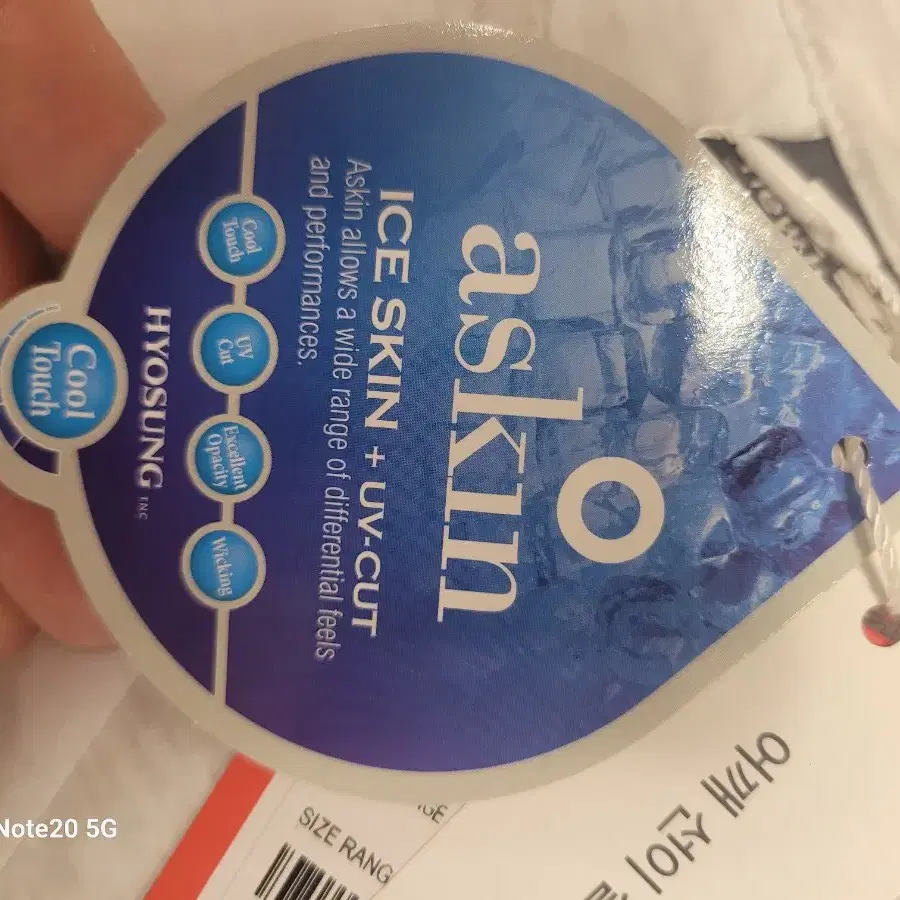 askin
ICE SKIN + UV-CUT
Askin allows a wide range of differential feels
and performances.
Cool
Touch
UV
Cut
Excellent
Opacity
Wicking
HYOSUNG TNC
Cool
Touch
SIZE RANG
Note20 5G